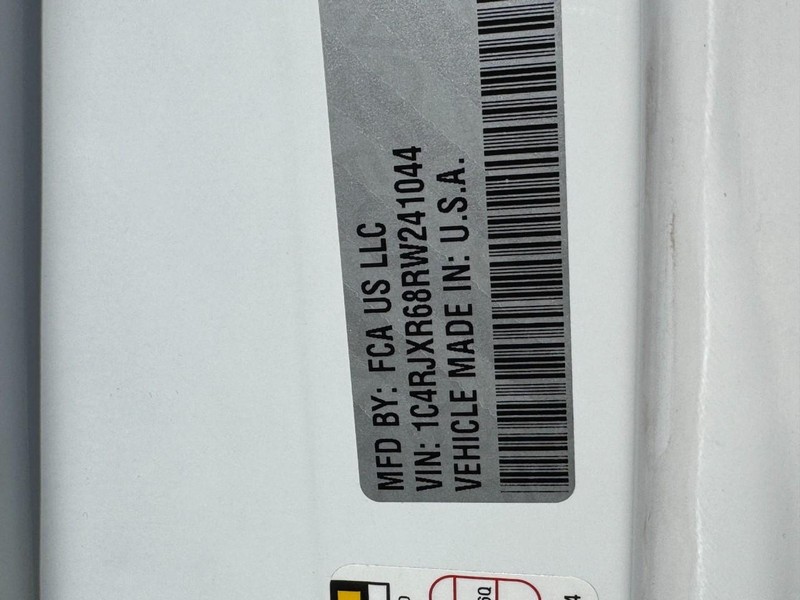 MFD BY: FCA US LLC
VIN: 1C4RJXR68RW241044
VEHICLE MADE IN: U.S.A.